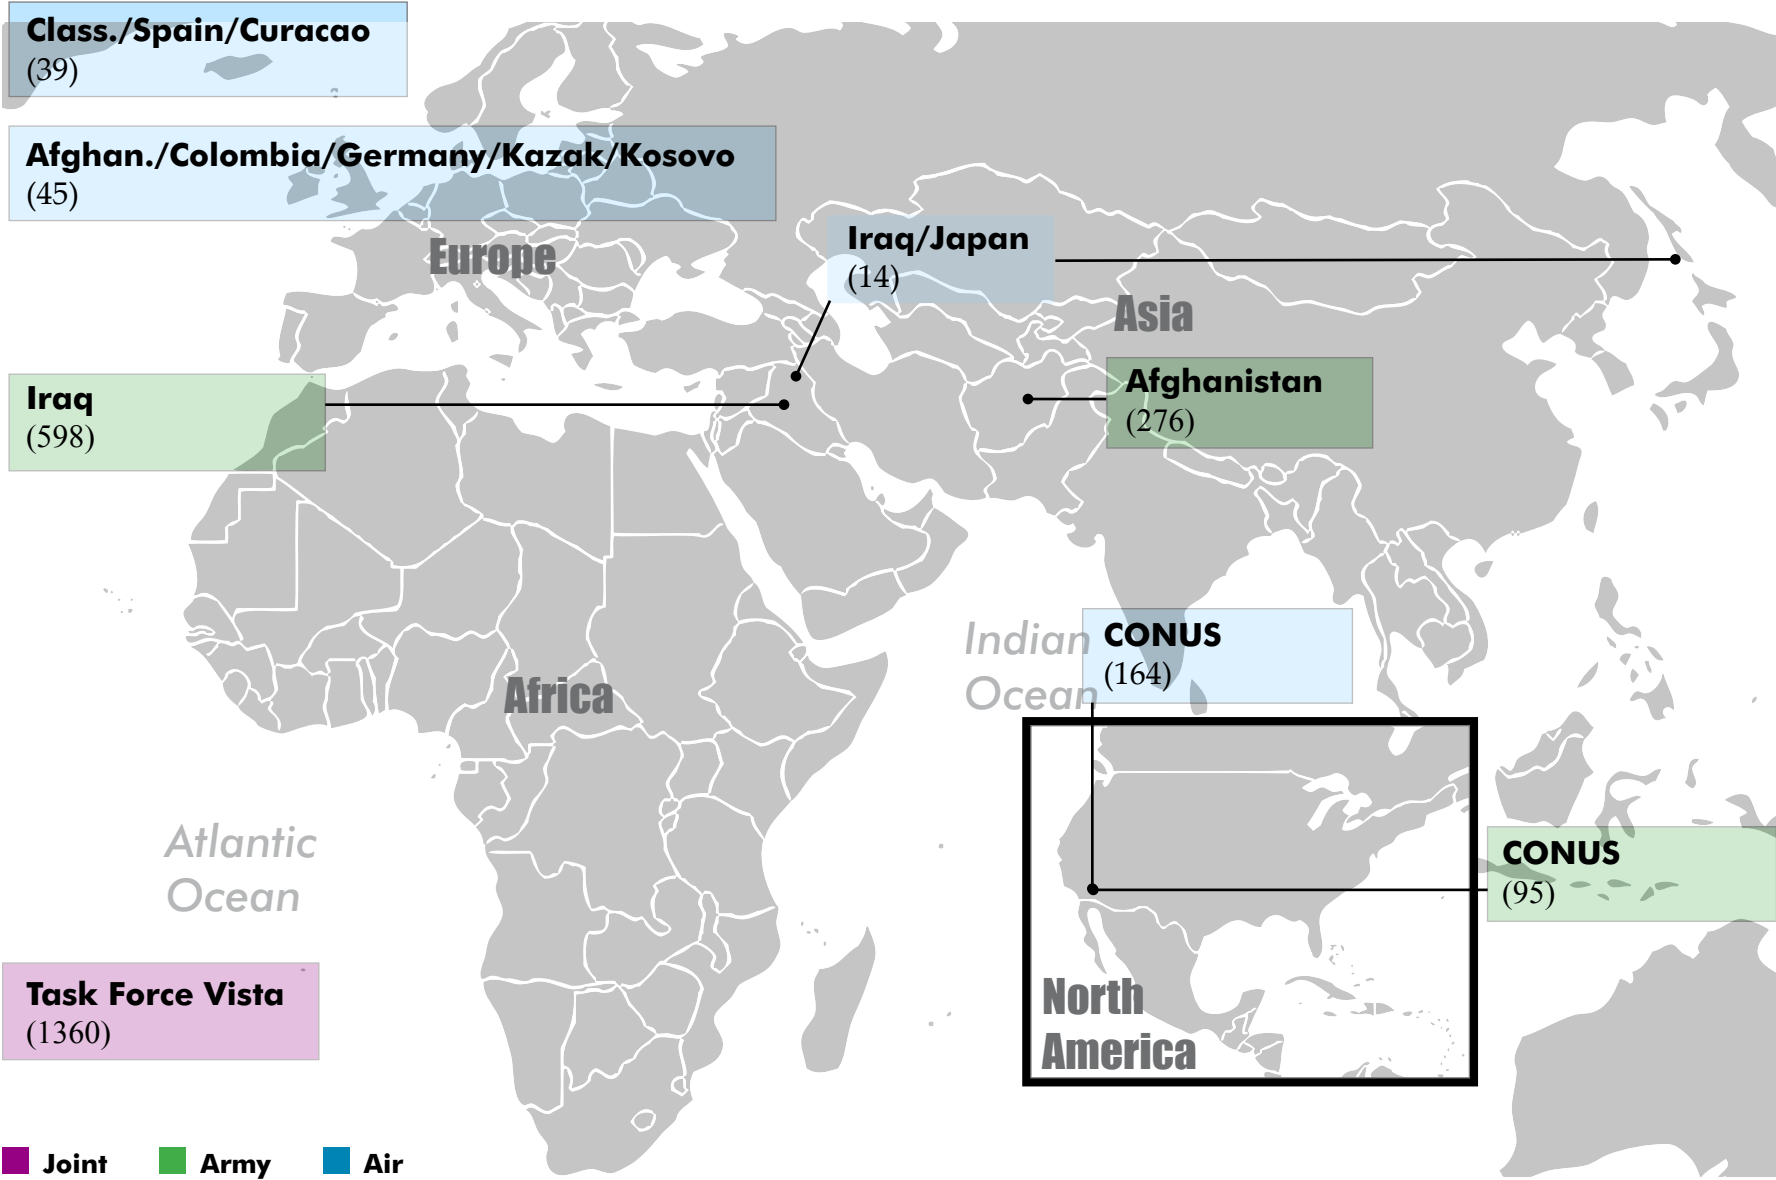 Class./Spain/Curacao
(39)
Afghan./Colombia/Germany/Kazak/Kosovo
(45)
Europe
Iraq/Japan
(14)
Asia
Iraq
(598)
Afghanistan
(276)
Indian
Ocean
CONUS
(164)
Africa
Atlantic
Ocean
CONUS
(95)
North
America
Task Force Vista
(1360)
Joint
Army
Air